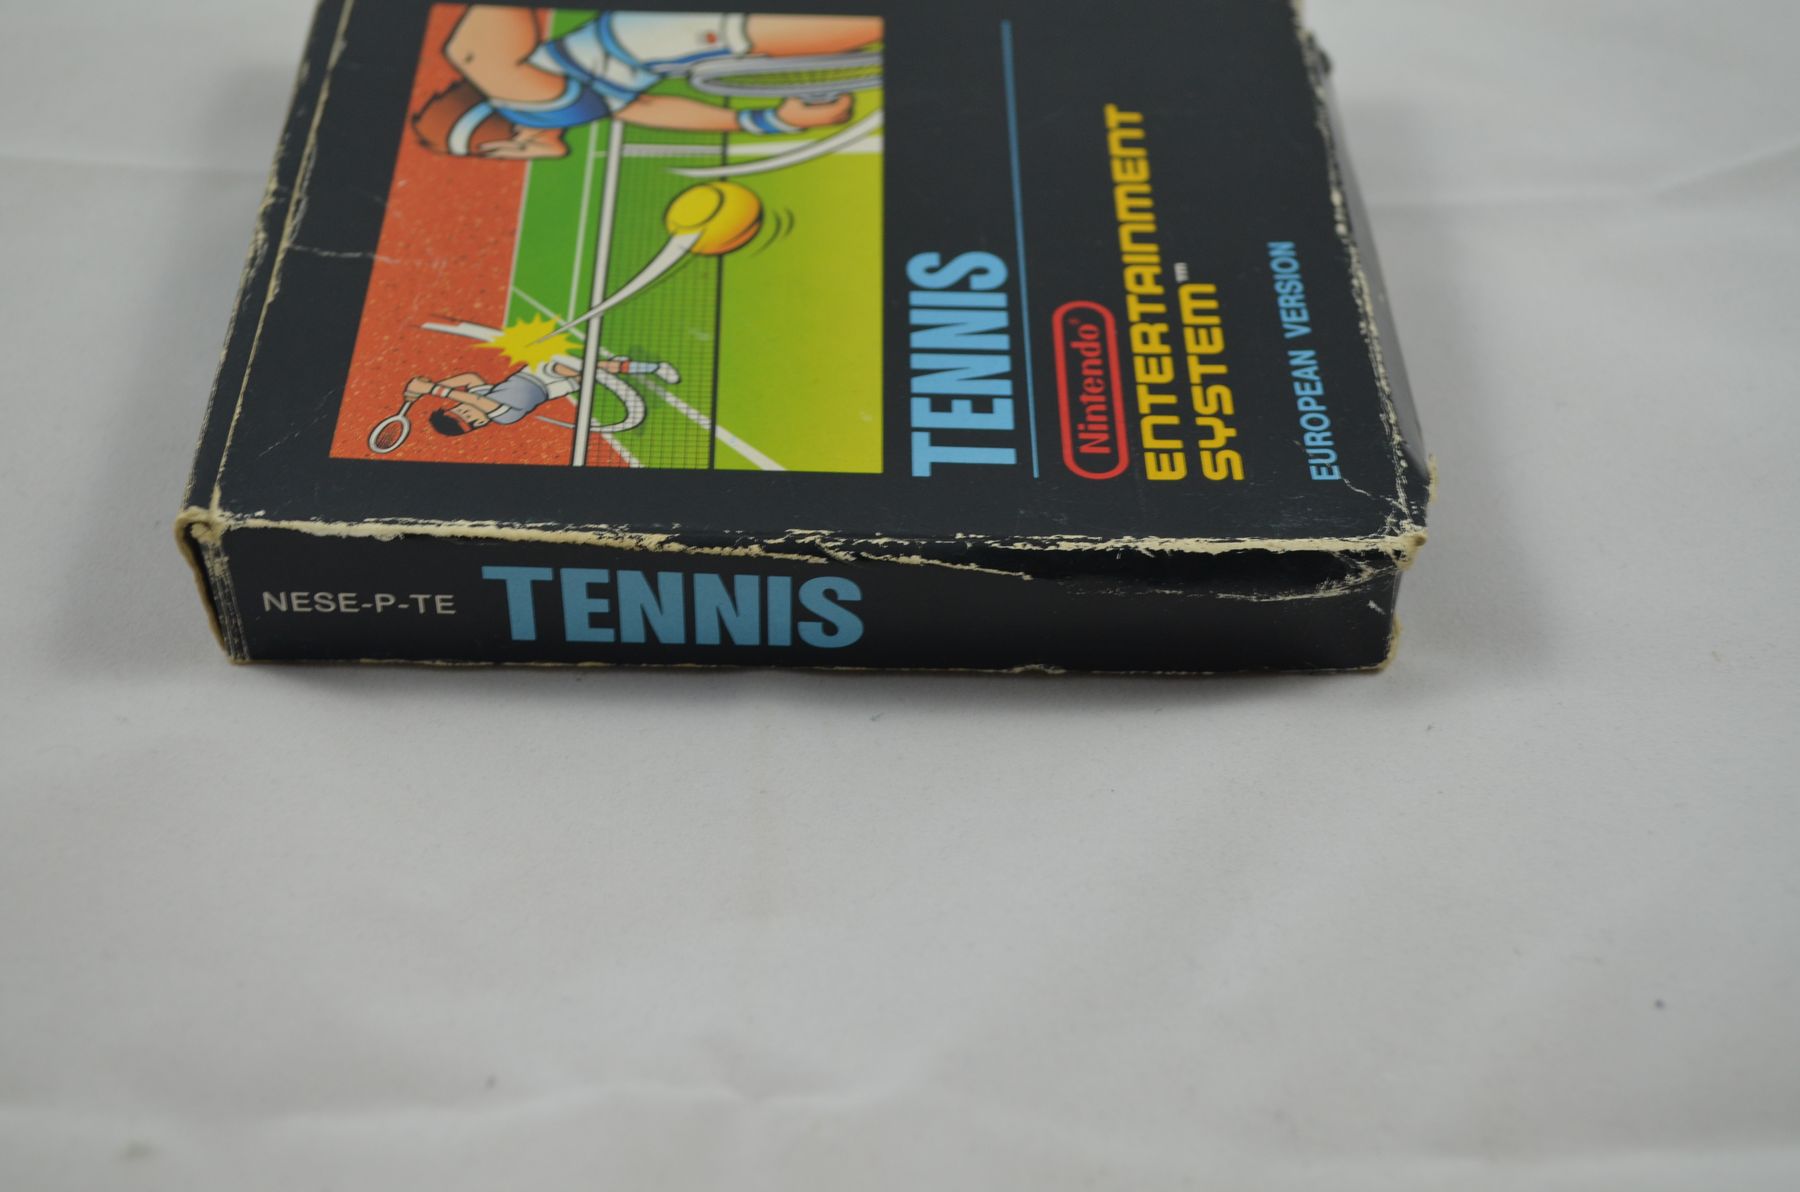 TENNIS
Nintendo®
ENTERTAINMENT
SYSTEM™
EUROPEAN VERSION
NESE-P-TE TENNIS